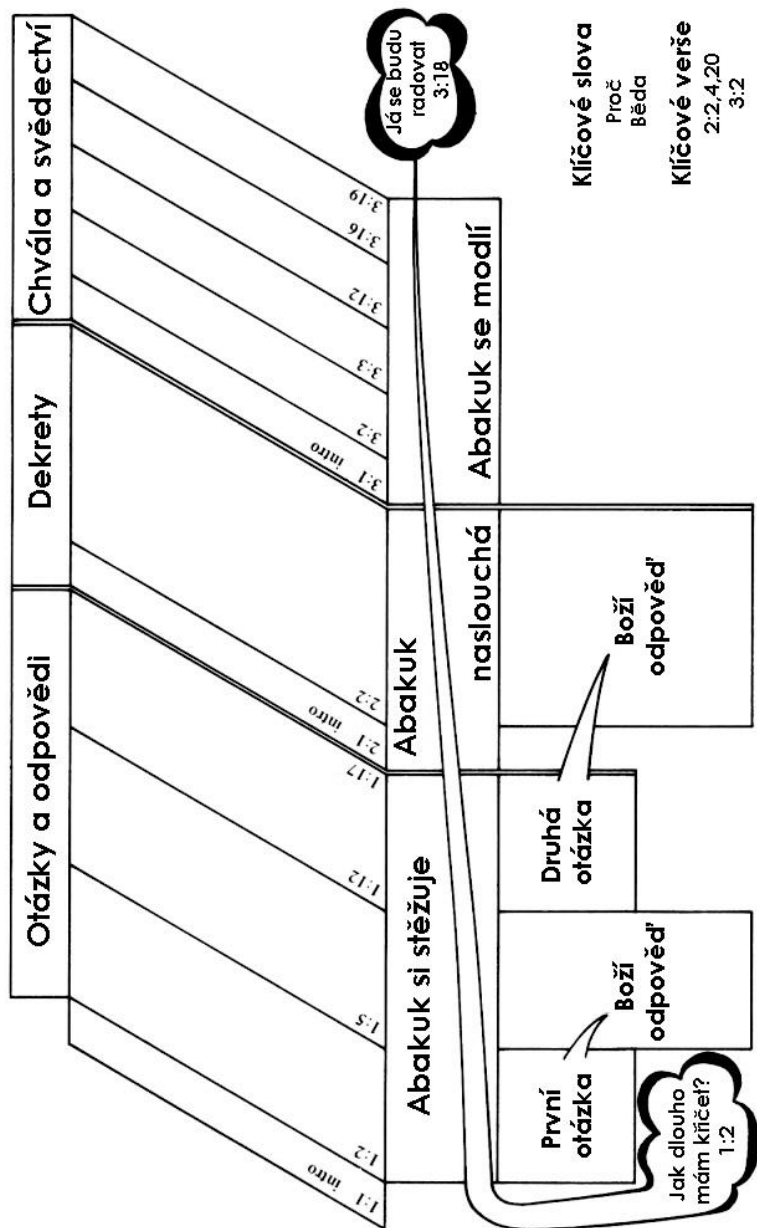 Otázky a odpovědi
Dekrety
Chvála a svědectví
1:1 intro
1:2
1:5
1:12
1:17
2:1 intro
2:2
3:1 intro
3:2
3:3
3:12
3:16
3:19
Abakuk si stěžuje
Abakuk
naslouchá
Abakuk se modlí
Já se budu
radovat
3:18
První
otázka
Boží
odpověď
Druhá
otázka
Boží
odpověď
Jak dlouho
mám křičet?
1:2
Klíčové slova
Proč
Běda
Klíčové verše
2:2,4,20
3:2